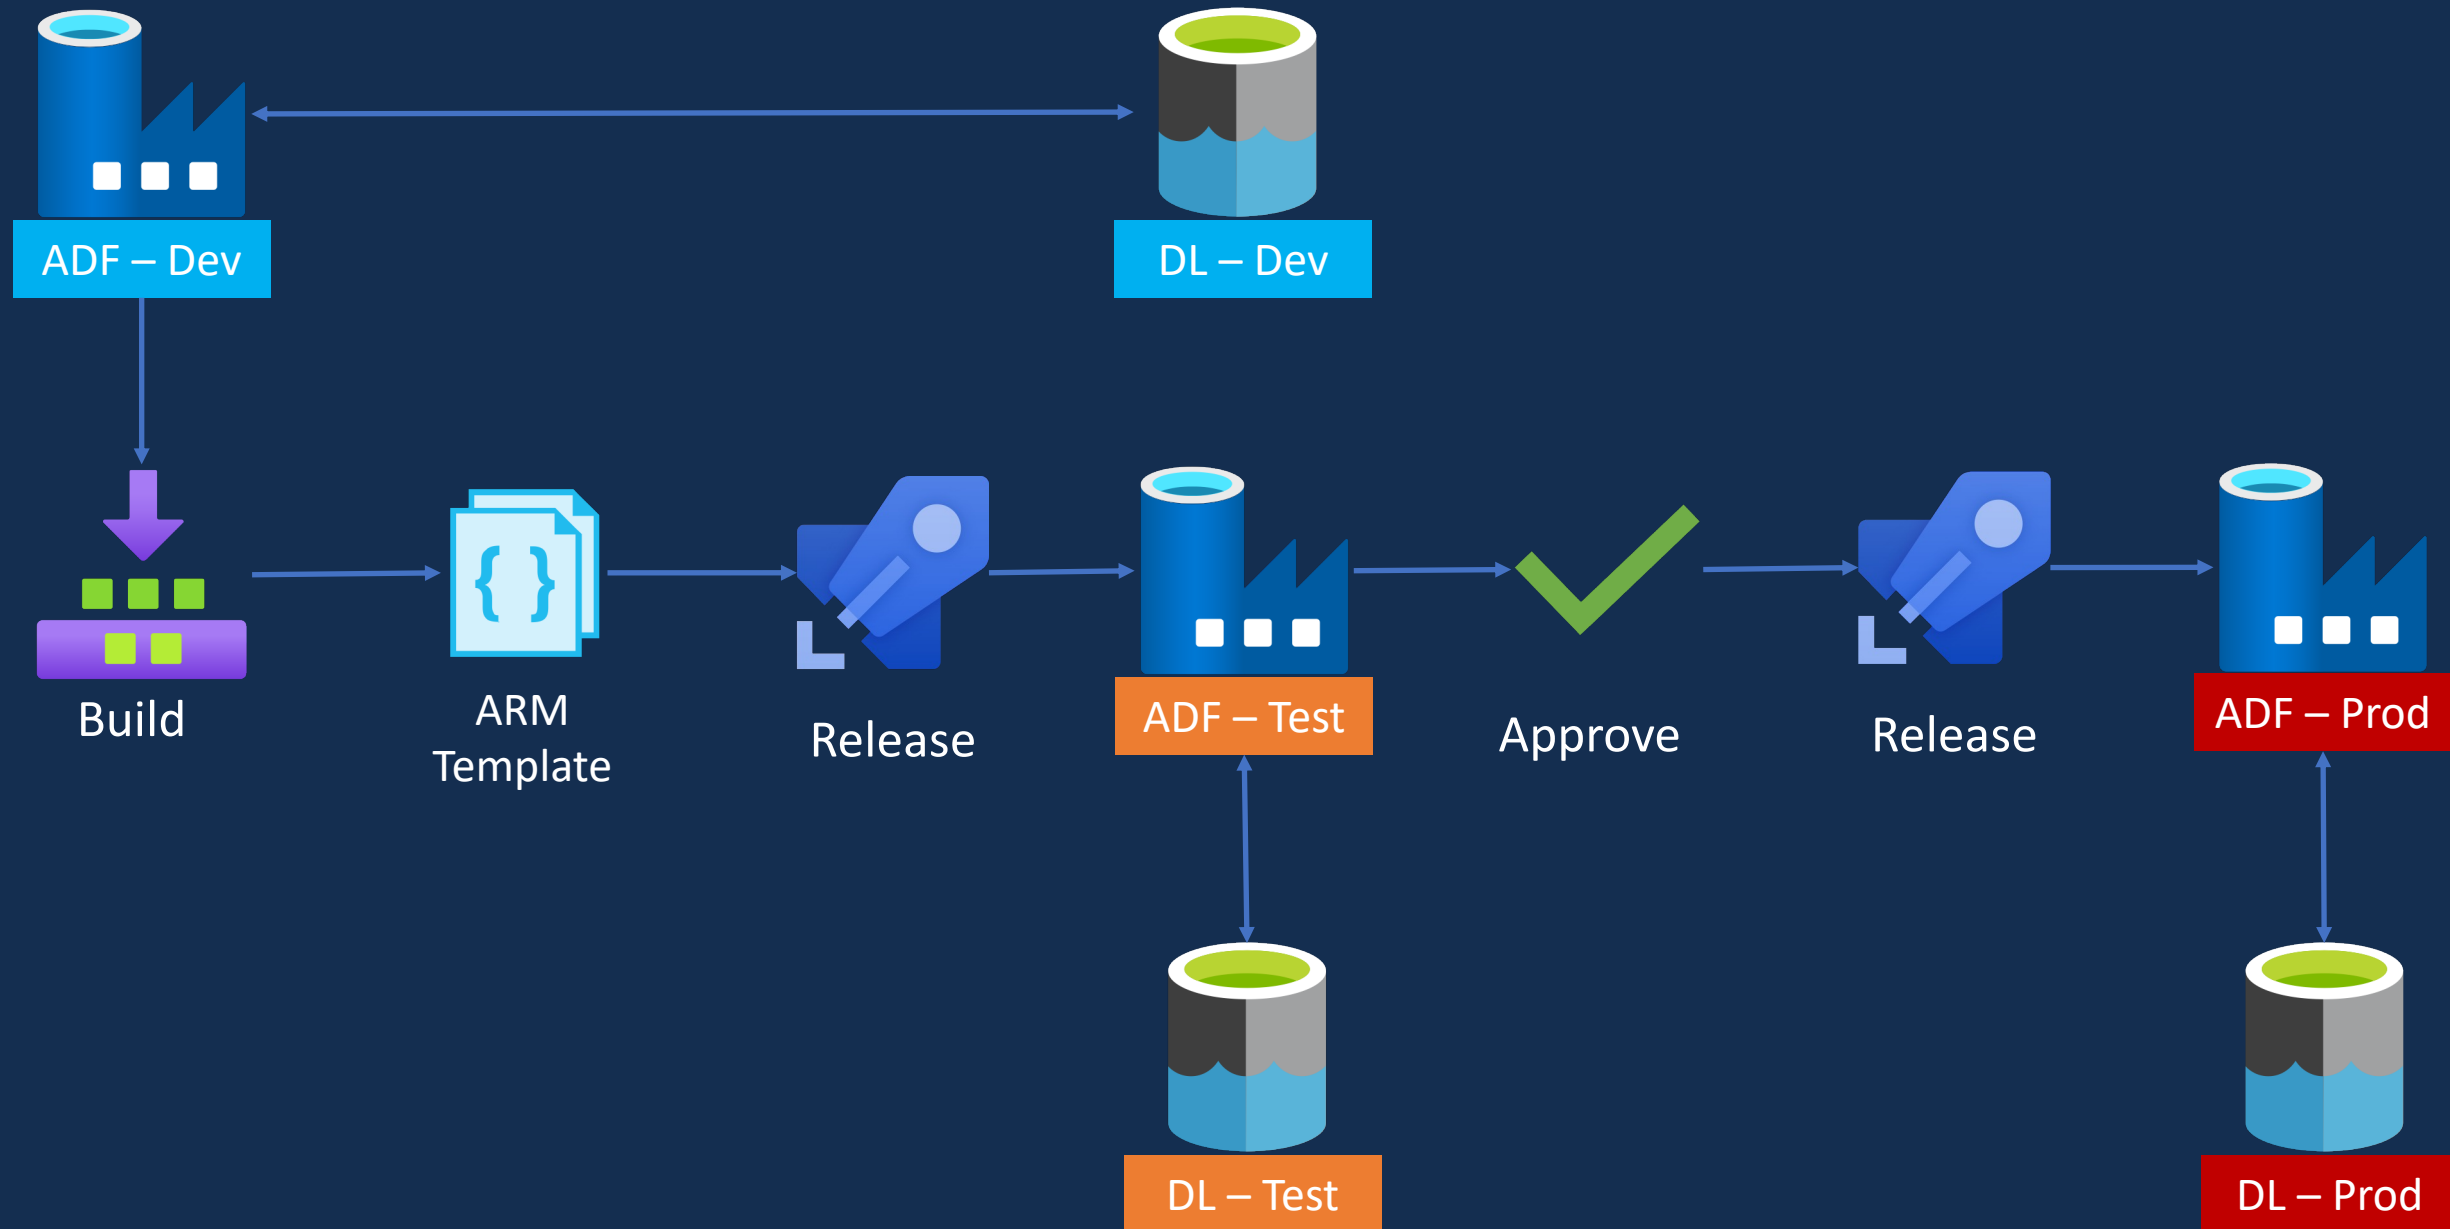 ADF – Dev
DL – Dev
{ }
Build
ARM
Template
Release
ADF – Test
Approve
Release
ADF – Prod
DL – Test
DL – Prod